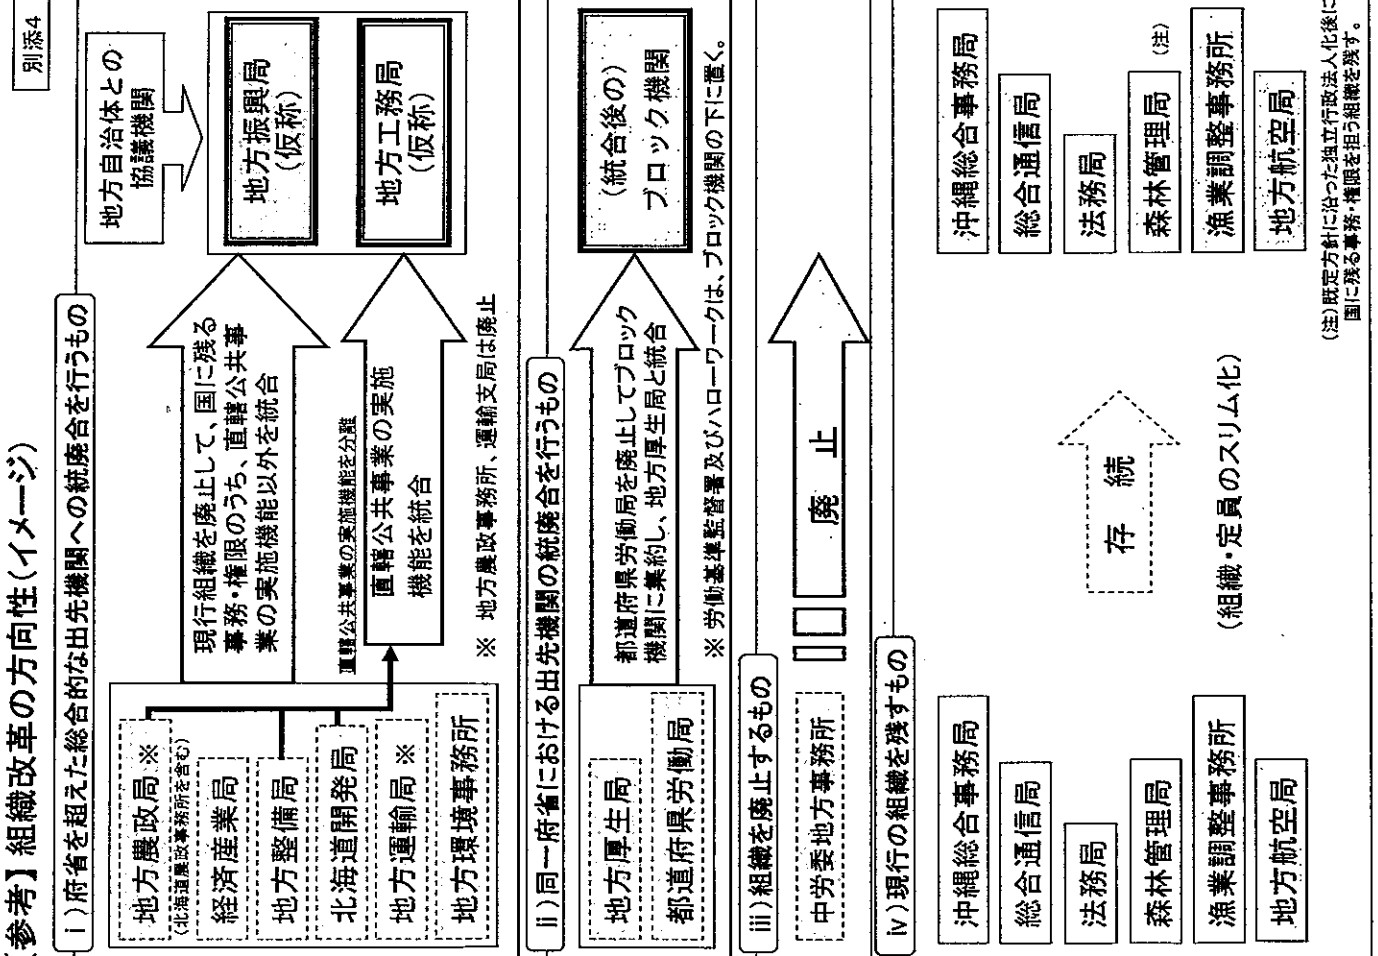 別添4
【参考】組織改革の方向性(イメージ)
ⅰ)府省を超えた総合的な出先機関への統廃合を行うもの
地方農政局※
(北海道農政事務所を含む)
経済産業局
地方整備局
北海道開発局
地方運輸局※
地方環境事務所
現行組織を廃止して、国に残る
事務・権限のうち、直轄公共事
業の実施機能以外を統合
直轄公共事業の実施機能を分離
直轄公共事業の実施
機能を統合
※ 地方農政事務所、運輸支局は廃止
地方自治体との
協議機関
地方振興局
(仮称)
地方工務局
(仮称)
ⅱ)同一府省における出先機関の統廃合を行うもの
地方厚生局
都道府県労働局
都道府県労働局を廃止してブロック
機関に集約し、地方厚生局と統合
(統合後の)
ブロック機関
※労働基準監督署及びハローワークは、ブロック機関の下に置く。
ⅲ)組織を廃止するもの
中労委地方事務所
廃 止
ⅳ)現行の組織を残すもの
沖縄総合事務局
総合通信局
法務局
森林管理局
漁業調整事務所
地方航空局
存 続
(組織・定員のスリム化)
沖縄総合事務局
総合通信局
法務局
森林管理局 (注)
漁業調整事務所
地方航空局
(注)既定方針に沿った独立行政法人化後に
国に残る事務・権限を担う組織を残す。